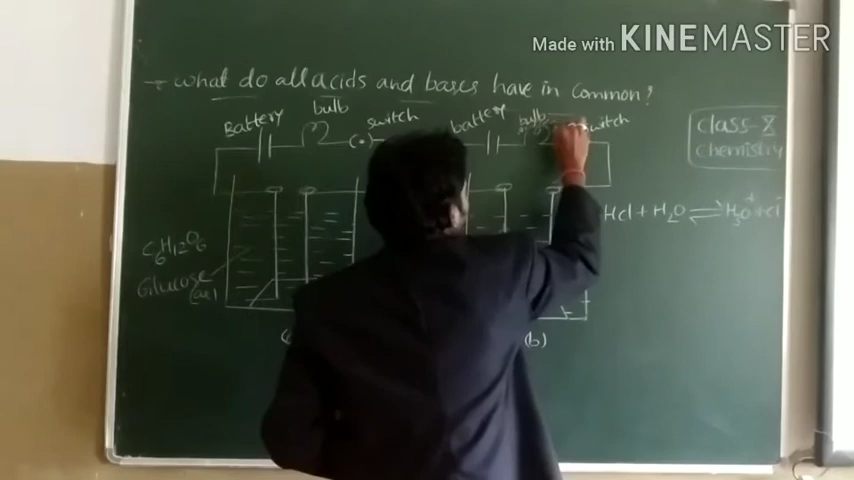 Made with KINEMASTER
→ What do all acids and bases have in common?
Battery bulb switch battery bulb switch
Class-X
Chemistry
HCl + H2O ⇌ H3O+ + Cl-
C6H12O6
Glucose
(aq)
(b)